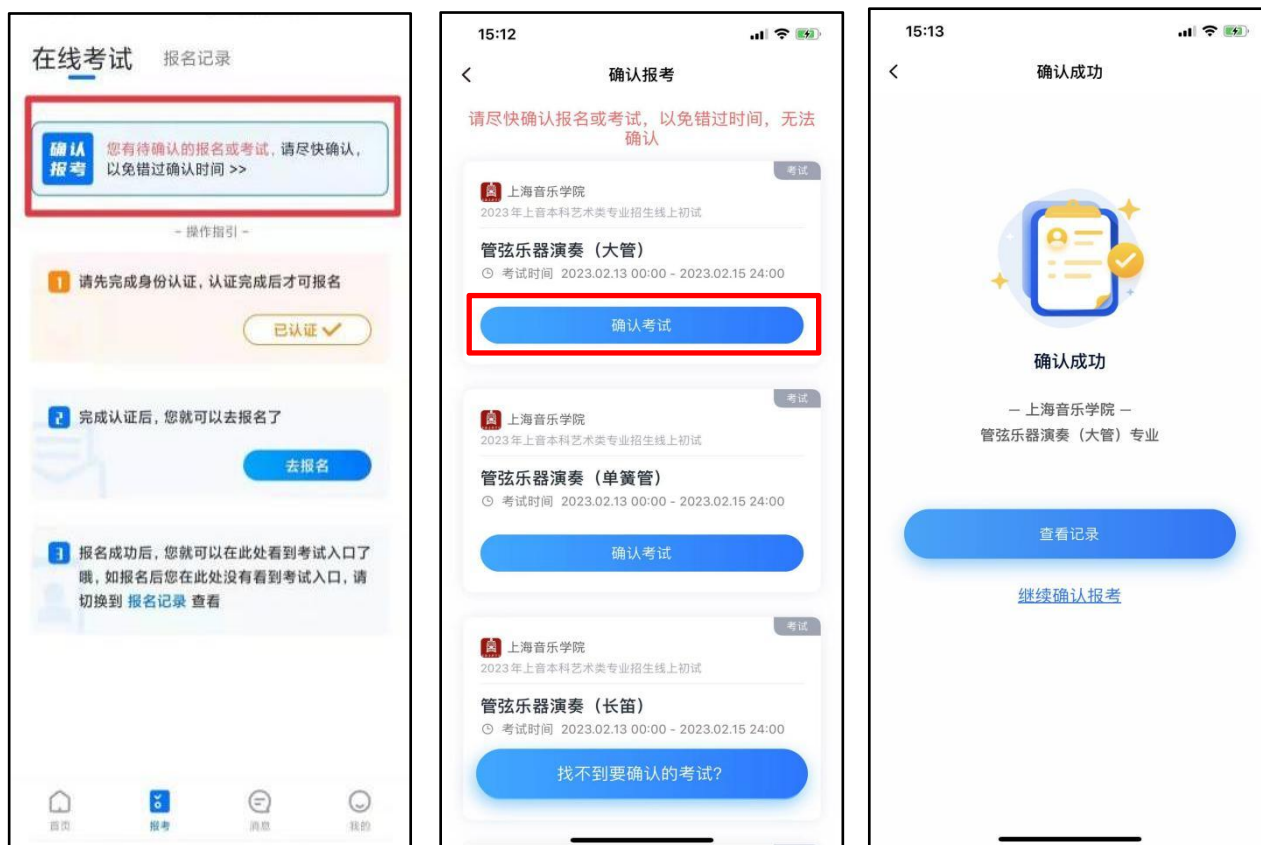 在线考试 报名记录
确认
报考
您有待确认的报名或考试, 请尽快确认,
以免错过确认时间 >>
- 操作指引 -
1 请先完成身份认证, 认证完成后才可报名
已认证
2 完成认证后, 您就可以去报名了
去报名
3 报名成功后, 您就可以在此处看到考试入口了
哦, 如报名后您在此处没有看到考试入口, 请
切换到 报名记录 查看
首页 报考 消息 我的
15:12
确认报考
请尽快确认报名或考试，以免错过时间，无法
确认
考试
上海音乐学院
2023年上音本科艺术类专业招生线上初试
管弦乐器演奏（大管）
考试时间 2023.02.13 00:00 - 2023.02.15 24:00
确认考试
考试
上海音乐学院
2023年上音本科艺术类专业招生线上初试
管弦乐器演奏（单簧管）
考试时间 2023.02.13 00:00 - 2023.02.15 24:00
确认考试
考试
上海音乐学院
2023年上音本科艺术类专业招生线上初试
管弦乐器演奏（长笛）
考试时间 2023.02.13 00:00 - 2023.02.15 24:00
找不到要确认的考试?
15:13
确认成功
确认成功
— 上海音乐学院 —
管弦乐器演奏（大管）专业
查看记录
继续确认报考